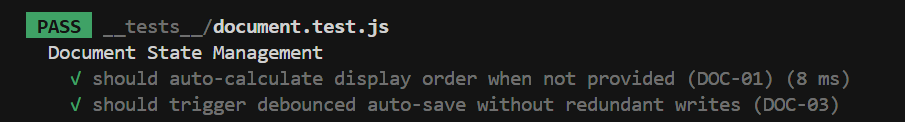 PASS __tests__/document.test.js
Document State Management
√ should auto-calculate display order when not provided (DOC-01) (8 ms)
√ should trigger debounced auto-save without redundant writes (DOC-03)